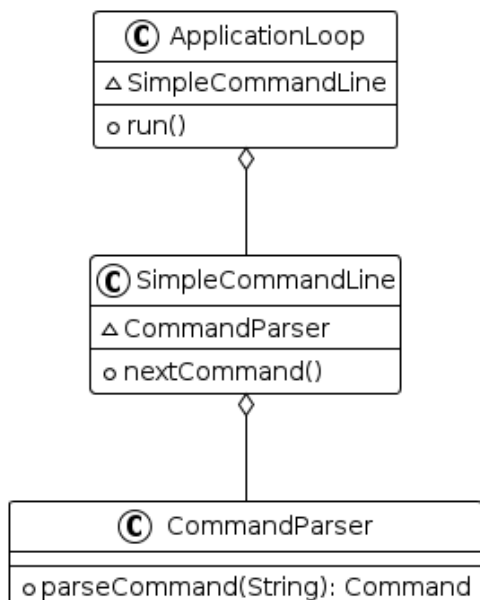 C ApplicationLoop
SimpleCommandLine
run()
C SimpleCommandLine
CommandParser
nextCommand()
C CommandParser
parseCommand(String): Command